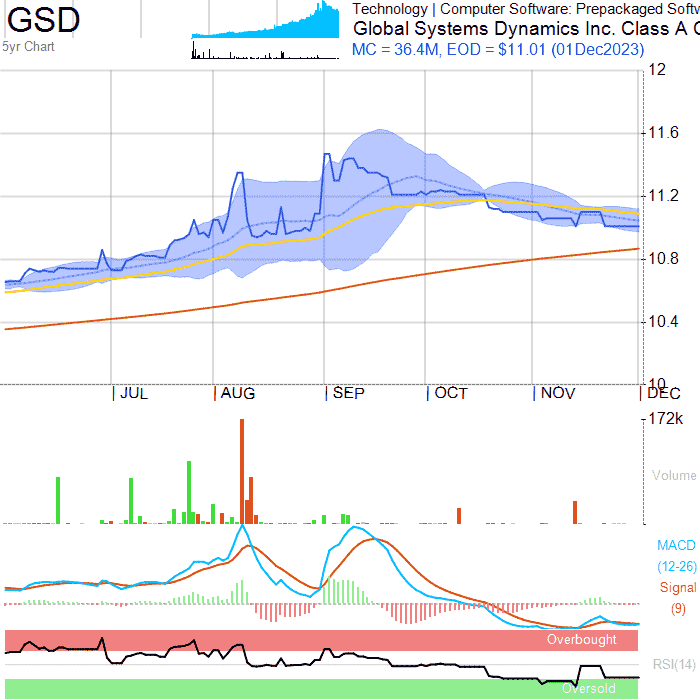 GSD
5yr Chart
Technology | Computer Software: Prepackaged Softw
Global Systems Dynamics Inc. Class A C
MC = 36.4M, EOD = $11.01 (01Dec2023)
12
11.6
11.2
10.8
10.4
10
JUL AUG SEP OCT NOV DEC
172k
Volume
MACD
(12-26)
Signal
(9)
Overbought
RSI(14)
Oversold